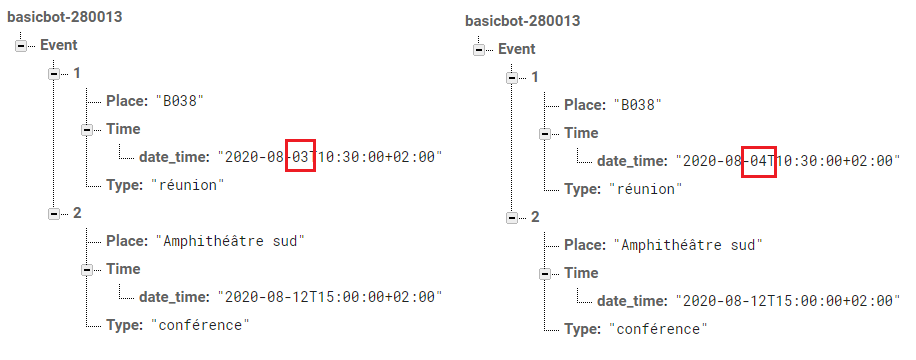 basicbot-280013
Event
1
Place: "B038"
Time
date_time: "2020-08-03T10:30:00+02:00"
Type: "réunion"
2
Place: "Amphithéâtre sud"
Time
date_time: "2020-08-12T15:00:00+02:00"
Type: "conférence"
basicbot-280013
Event
1
Place: "B038"
Time
date_time: "2020-08-04T10:30:00+02:00"
Type: "réunion"
2
Place: "Amphithéâtre sud"
Time
date_time: "2020-08-12T15:00:00+02:00"
Type: "conférence"